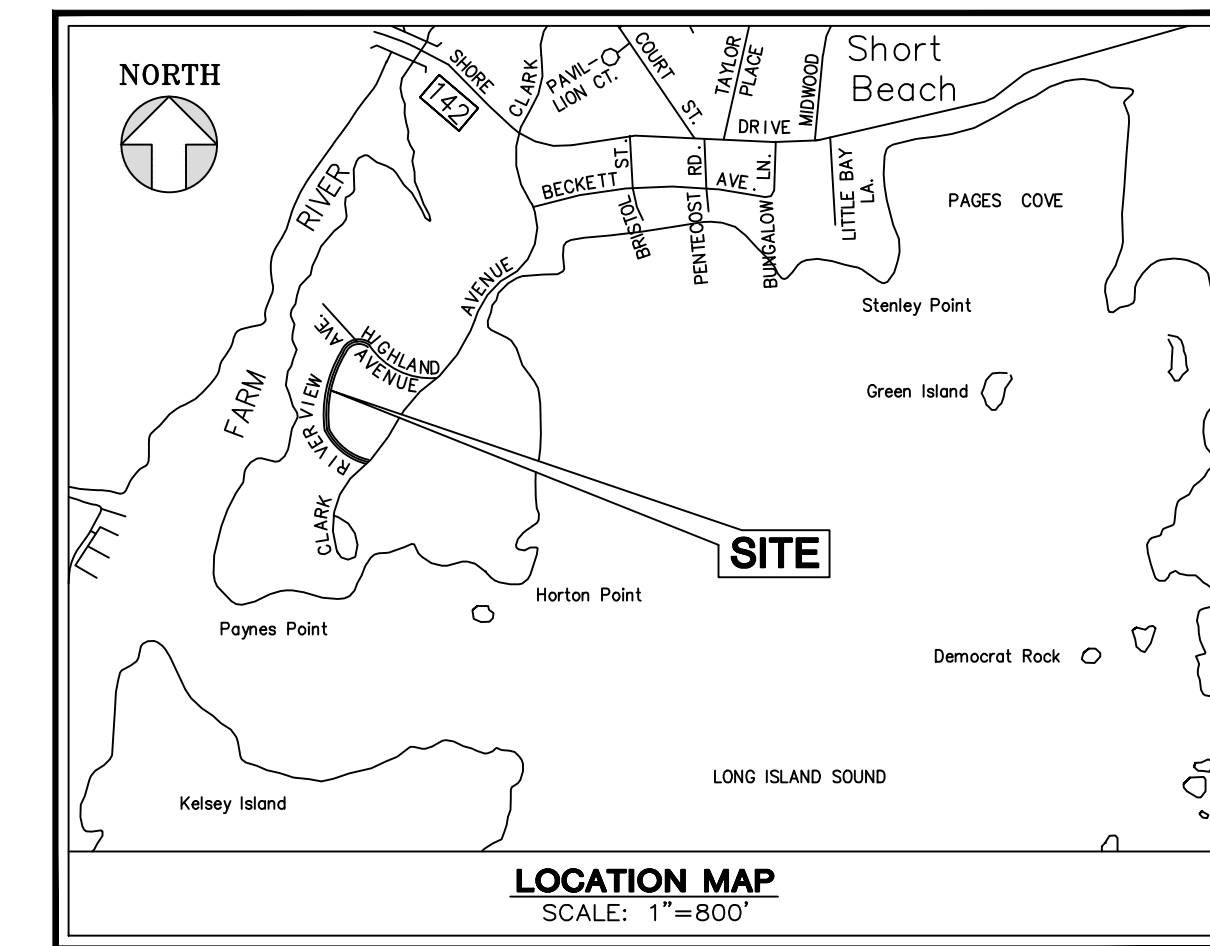 NORTH
SHORE
142
CLARK
PAVIL-
LION CT.
COURT
ST.
TAYLOR
PLACE
MIDWOOD
Short
Beach
DRIVE
BECKETT
AVE.
BRISTOL ST.
PENTECOST RD.
BUNGALOW LN.
LITTLE BAY
LA.
PAGES COVE
RIVER
AVENUE
Stenley Point
AVE.
HIGHLAND
AVENUE
Green Island
FARM
RIVER VIEW
CLARK
SITE
Horton Point
Paynes Point
Democrat Rock
LONG ISLAND SOUND
Kelsey Island
LOCATION MAP
SCALE: 1"=800'